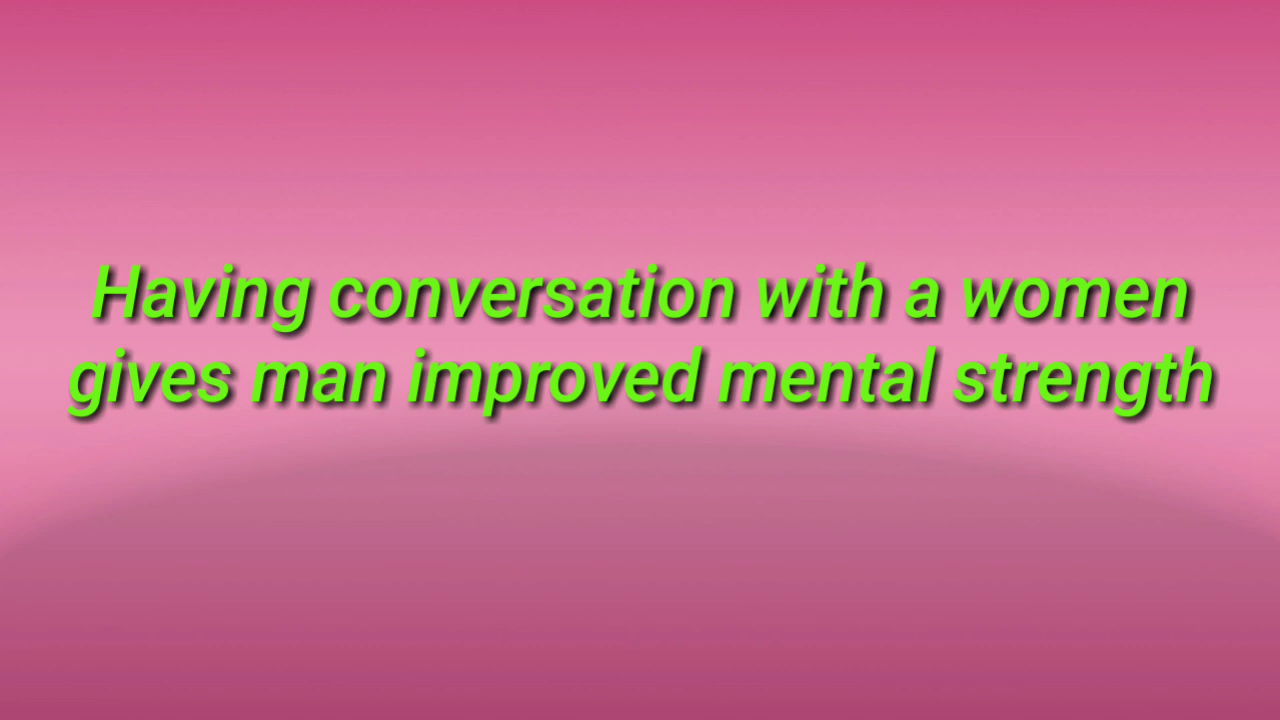 Having conversation with a women
gives man improved mental strength